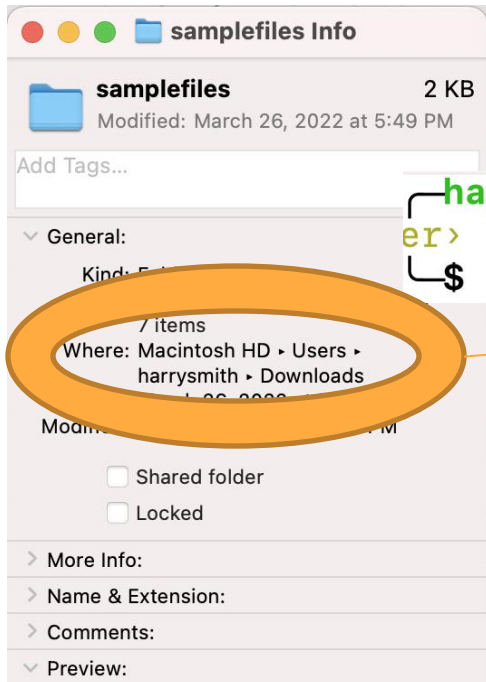 samplefiles Info
samplefiles 2 KB
Modified: March 26, 2022 at 5:49 PM
Add Tags...
ha
General:
er›
Kind:
$
7 items
Where: Macintosh HD ▸ Users ▸
harrysmith ▸ Downloads
Shared folder
Locked
More Info:
Name & Extension:
Comments:
Preview: